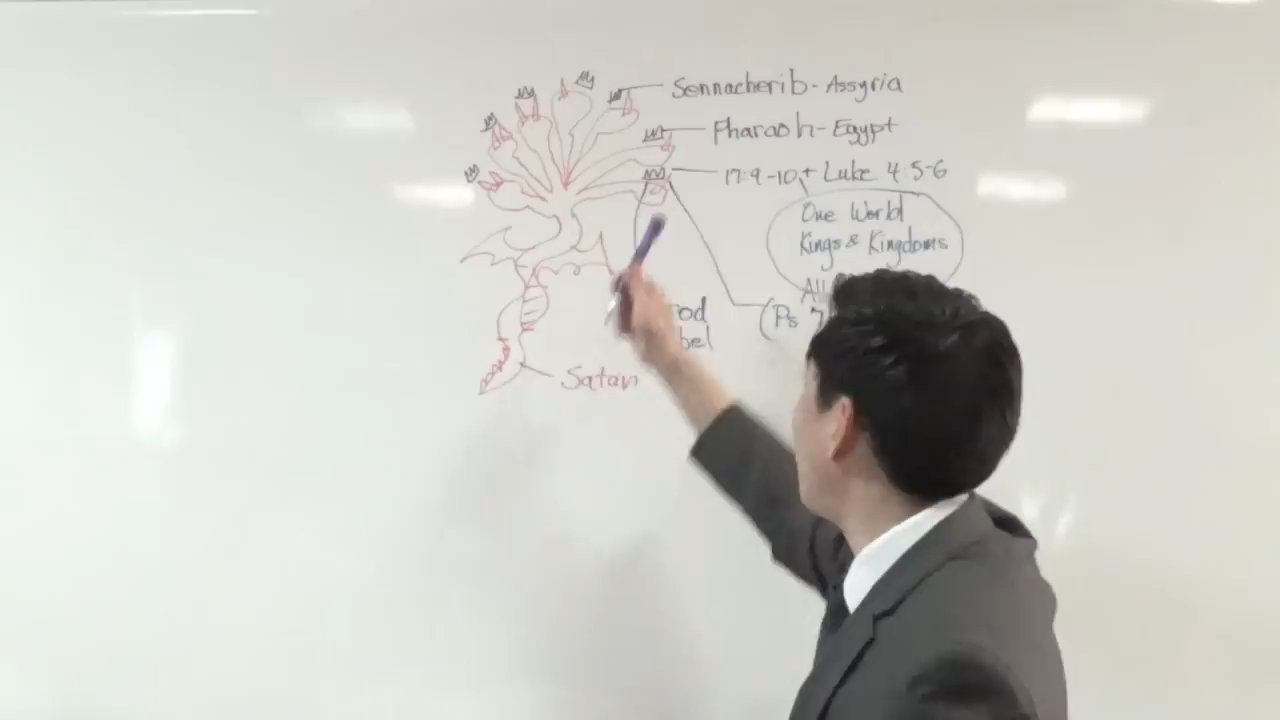 Sennacherib - Assyria
Pharaoh - Egypt
17:9-10 + Luke 4:5-6
One World
Kings & Kingdoms
All
(Ps 7
rod
bel
Satan